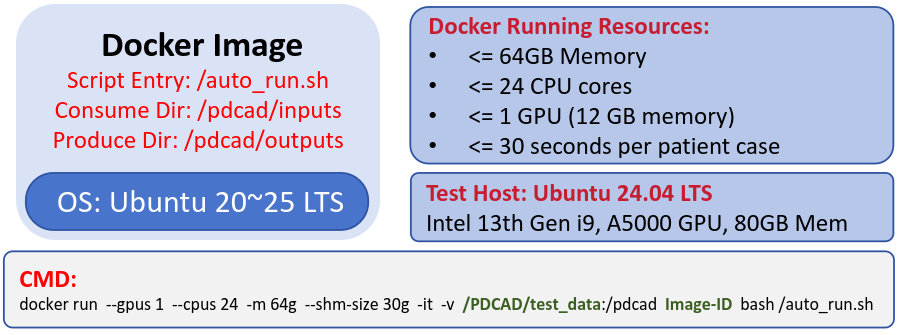 Docker Image
Script Entry: /auto_run.sh
Consume Dir: /pdcad/inputs
Produce Dir: /pdcad/outputs
OS: Ubuntu 20~25 LTS
Docker Running Resources:
• <= 64GB Memory
• <= 24 CPU cores
• <= 1 GPU (12 GB memory)
• <= 30 seconds per patient case
Test Host: Ubuntu 24.04 LTS
Intel 13th Gen i9, A5000 GPU, 80GB Mem
CMD:
docker run --gpus 1 --cpus 24 -m 64g --shm-size 30g -it -v /PDCAD/test_data:/pdcad Image-ID bash /auto_run.sh